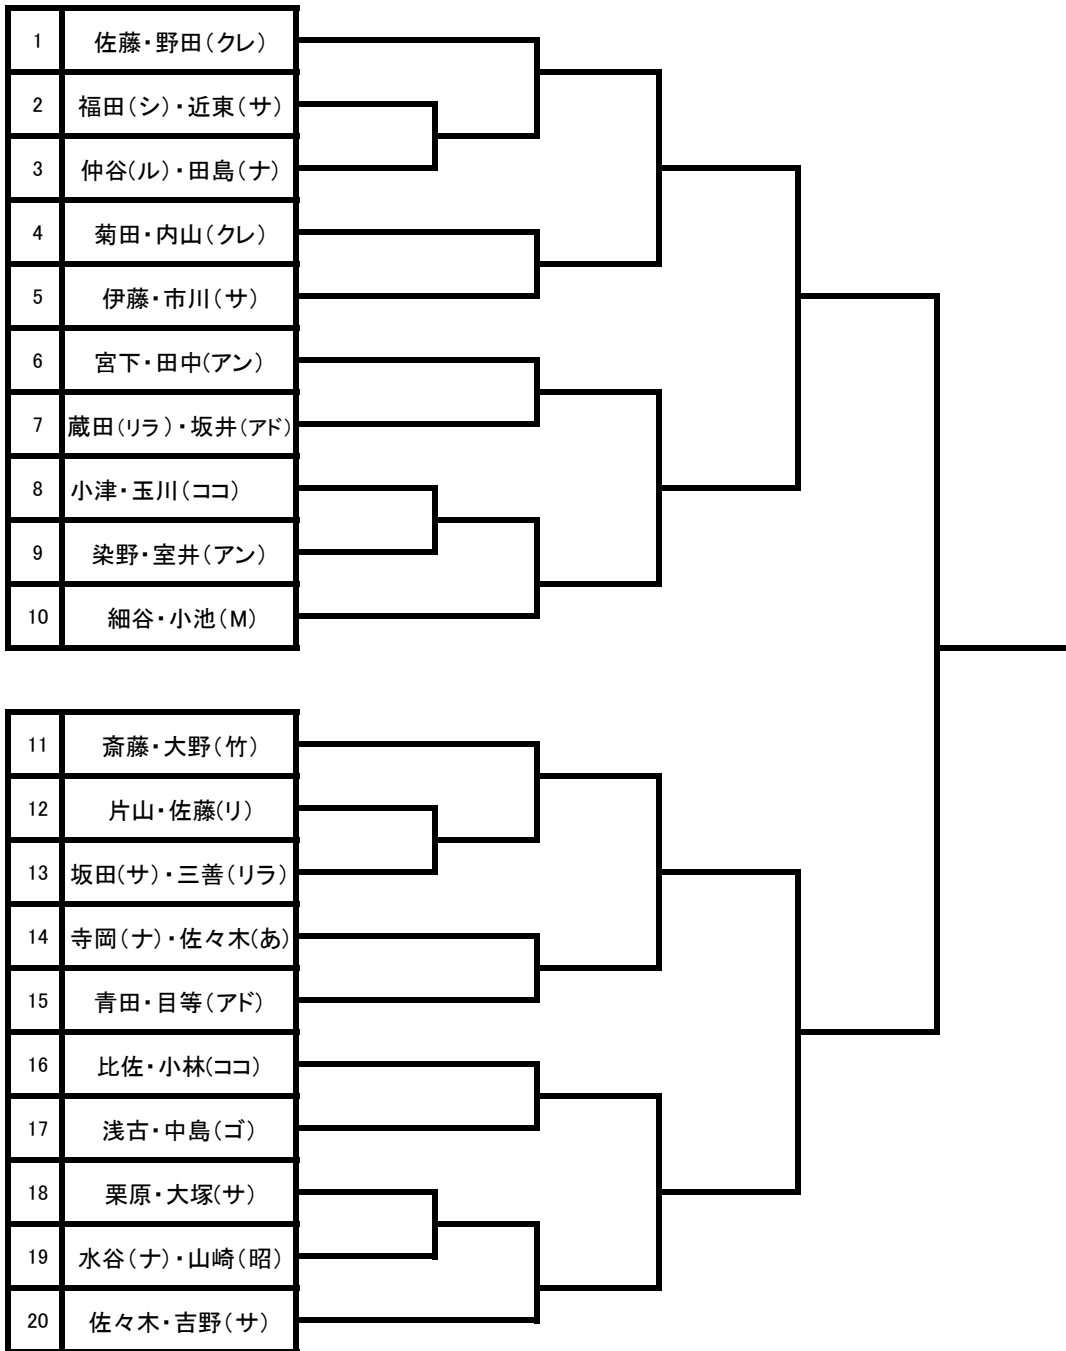 1 佐藤・野田(クレ)
2 福田(シ)・近東(サ)
3 仲谷(ル)・田島(ナ)
4 菊田・内山(クレ)
5 伊藤・市川(サ)
6 宮下・田中(アン)
7 蔵田(リラ)・坂井(アド)
8 小津・玉川(ココ)
9 染野・室井(アン)
10 細谷・小池(M)
11 斎藤・大野(竹)
12 片山・佐藤(リ)
13 坂田(サ)・三善(リラ)
14 寺岡(ナ)・佐々木(あ)
15 青田・目等(アド)
16 比佐・小林(ココ)
17 浅古・中島(ゴ)
18 栗原・大塚(サ)
19 水谷(ナ)・山崎(昭)
20 佐々木・吉野(サ)